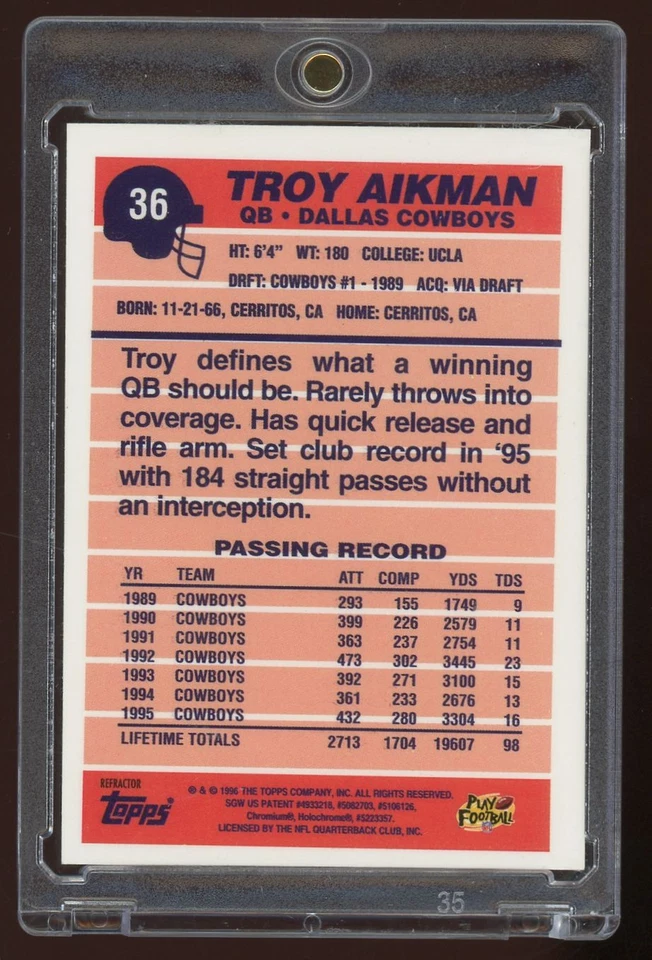 36
TROY AIKMAN
QB • DALLAS COWBOYS
HT: 6'4" WT: 180 COLLEGE: UCLA
DRFT: COWBOYS #1 - 1989 ACQ: VIA DRAFT
BORN: 11-21-66, CERRITOS, CA HOME: CERRITOS, CA
Troy defines what a winning
QB should be. Rarely throws into
coverage. Has quick release and
rifle arm. Set club record in '95
with 184 straight passes without
an interception.
PASSING RECORD
YR TEAM ATT COMP YDS TDS
1989 COWBOYS 293 155 1749 9
1990 COWBOYS 399 226 2579 11
1991 COWBOYS 363 237 2754 11
1992 COWBOYS 473 302 3445 23
1993 COWBOYS 392 271 3100 15
1994 COWBOYS 361 233 2676 13
1995 COWBOYS 432 280 3304 16
LIFETIME TOTALS 2713 1704 19607 98
REFRACTOR
TOPPS®
® & © 1996 THE TOPPS COMPANY, INC. ALL RIGHTS RESERVED.
SGW US PATENT #4933218, #5082703, #5106126,
Chromium®, Holochrome®, #5223357.
LICENSED BY THE NFL QUARTERBACK CLUB, INC.
PLAY
FOOTBALL
35